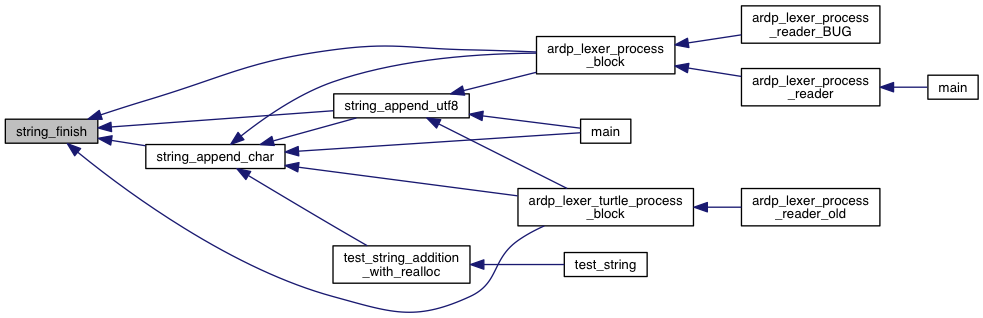 string_finish
string_append_char
string_append_utf8
test_string_addition
_with_realloc
ardp_lexer_process
_block
main
ardp_lexer_turtle_process
_block
test_string
ardp_lexer_process
_reader_BUG
ardp_lexer_process
_reader
main
ardp_lexer_process
_reader_old